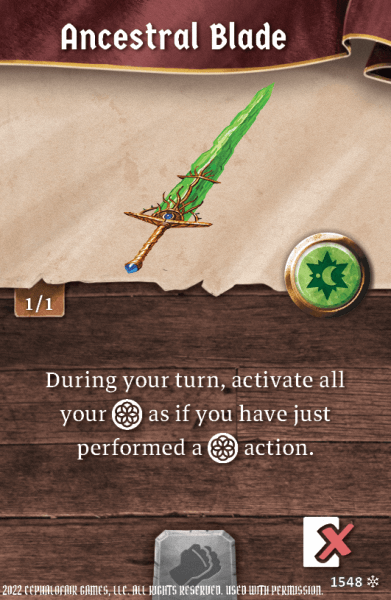 Ancestral Blade
1/1
During your turn, activate all
your as if you have just
performed a action.
1548
2022 CEPHALOFAIR GAMES, LLC. ALL RIGHTS RESERVED. USED WITH PERMISSION.